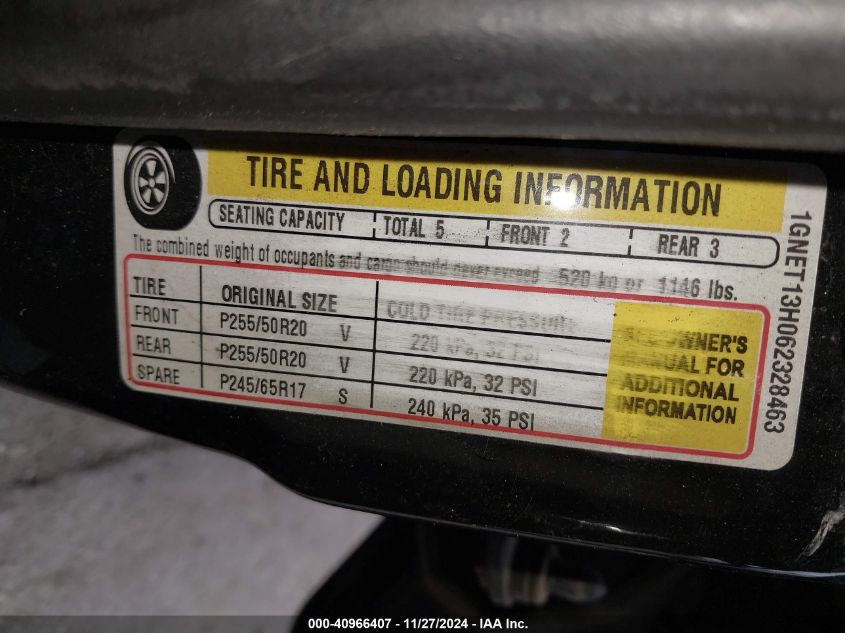 TIRE AND LOADING INFORMATION
SEATING CAPACITY TOTAL 5 FRONT 2 REAR 3
The combined weight of occupants and cargo should never exceed 520 kg or 1146 lbs.
TIRE ORIGINAL SIZE COLD TIRE PRESSURE
FRONT P255/50R20 V 220 kPa, 32 PSI
REAR P255/50R20 V 220 kPa, 32 PSI
SPARE P245/65R17 S 240 kPa, 35 PSI
SEE OWNER'S
MANUAL FOR
ADDITIONAL
INFORMATION
1GNET13H062328463
000-40966407 - 11/27/2024 - IAA Inc.